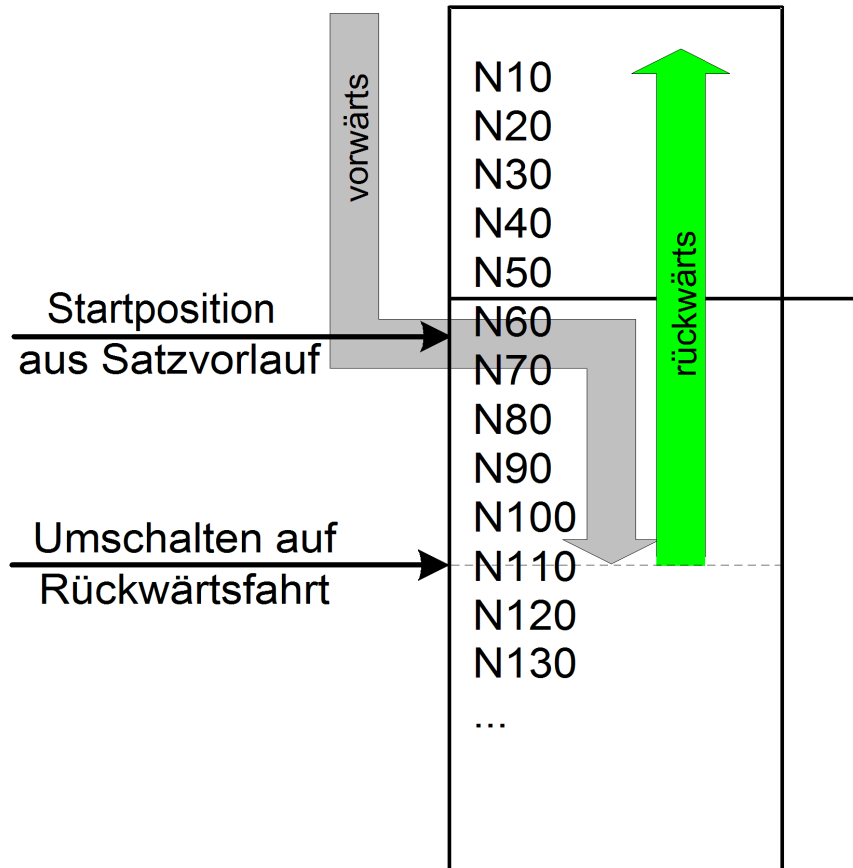 vorwärts
N10
N20
N30
N40
N50
N60
N70
N80
N90
N100
N110
N120
N130
...
rückwärts
Startposition
aus Satzvorlauf
Umschalten auf
Rückwärtsfahrt